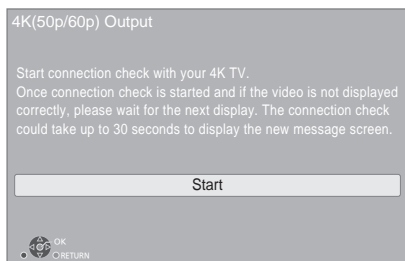 4K(50p/60p) Output
Start connection check with your 4K TV.
Once connection check is started and if the video is not displayed
correctly, please wait for the next display. The connection check
could take up to 30 seconds to display the new message screen.
Start
OK
RETURN